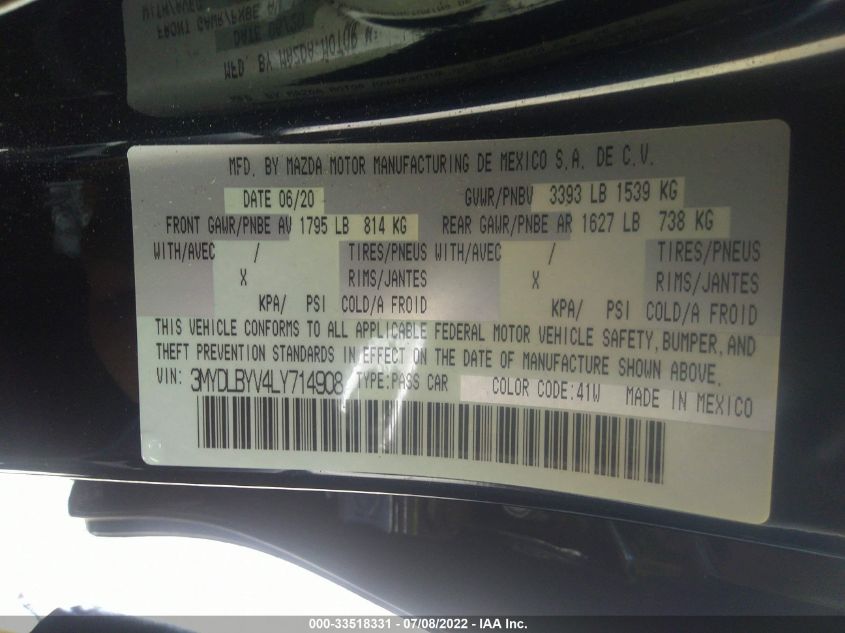 MFD. BY MAZDA MOTOR MANUFACTURING DE MEXICO S.A. DE C.V.
DATE 06/20 GVWR/PNBV 3393 LB 1539 KG
FRONT GAWR/PNBE AV 1795 LB 814 KG REAR GAWR/PNBE AR 1627 LB 738 KG
WITH/AVEC / TIRES/PNEUS WITH/AVEC / TIRES/PNEUS
X RIMS/JANTES X RIMS/JANTES
KPA/ PSI COLD/A FROID KPA/ PSI COLD/A FROID
THIS VEHICLE CONFORMS TO ALL APPLICABLE FEDERAL MOTOR VEHICLE SAFETY, BUMPER, AND
THEFT PREVENTION STANDARDS IN EFFECT ON THE DATE OF MANUFACTURE SHOWN ABOVE.
VIN: 3MYDLBYV4LY714908 TYPE:PASS CAR COLOR CODE:41W MADE IN MEXICO
000-33518331 - 07/08/2022 - IAA Inc.